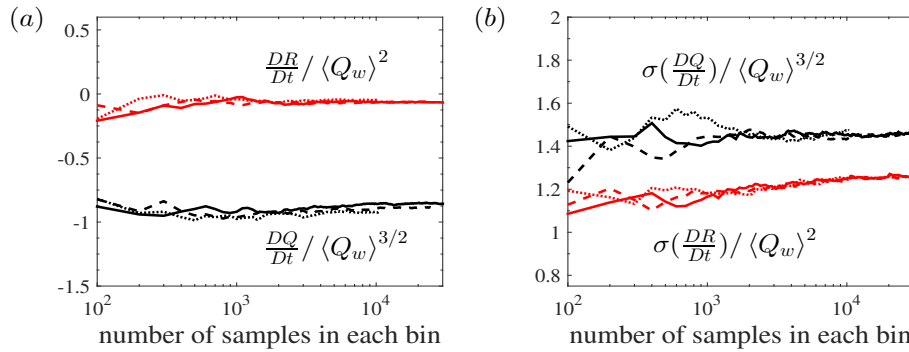 (a)
0.5
0
-0.5
-1
-1.5
DR/Dt / ⟨Q_w⟩^2
DQ/Dt / ⟨Q_w⟩^{3/2}
10^2 10^3 10^4
number of samples in each bin
(b)
2
1.8
1.6
1.4
1.2
1
0.8
σ(DQ/Dt)/ ⟨Q_w⟩^{3/2}
σ(DR/Dt)/ ⟨Q_w⟩^2
10^2 10^3 10^4
number of samples in each bin